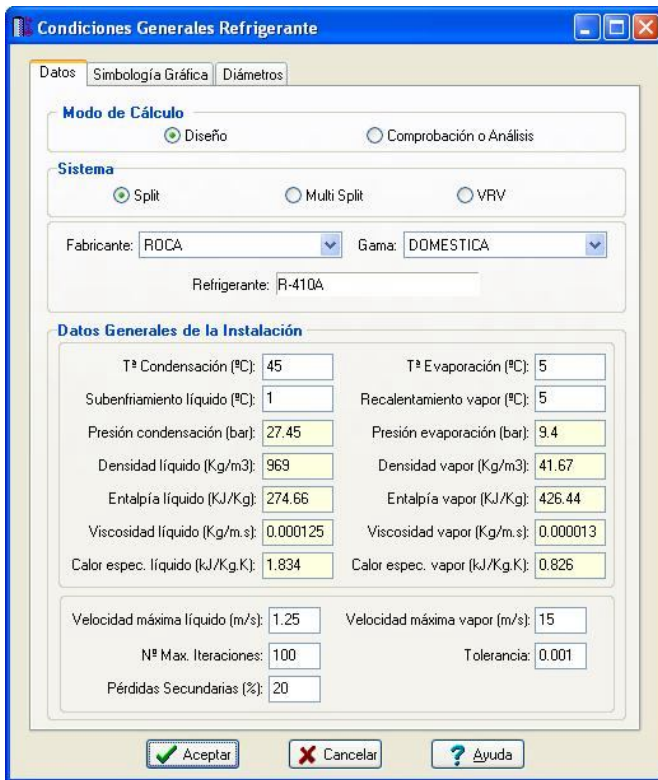 Condiciones Generales Refrigerante
Datos Simbología Gráfica Diámetros
Modo de Cálculo
Diseño Comprobación o Análisis
Sistema
Split Multi Split VRV
Fabricante: ROCA Gama: DOMESTICA
Refrigerante: R-410A
Datos Generales de la Instalación
Tª Condensación (ºC): 45 Tª Evaporación (ºC): 5
Subenfriamiento líquido (ºC): 1 Recalentamiento vapor (ºC): 5
Presión condensación (bar): 27.45 Presión evaporación (bar): 9.4
Densidad líquido (Kg/m3): 969 Densidad vapor (Kg/m3): 41.67
Entalpía líquido (KJ/Kg): 274.66 Entalpía vapor (KJ/Kg): 426.44
Viscosidad líquido (Kg/m.s): 0.000125 Viscosidad vapor (Kg/m.s): 0.000013
Calor espec. líquido (kJ/Kg.K): 1.834 Calor espec. vapor (kJ/Kg.K): 0.826
Velocidad máxima líquido (m/s): 1.25 Velocidad máxima vapor (m/s): 15
Nº Max. Iteraciones: 100 Tolerancia: 0.001
Pérdidas Secundarias (%): 20
Aceptar Cancelar Ayuda